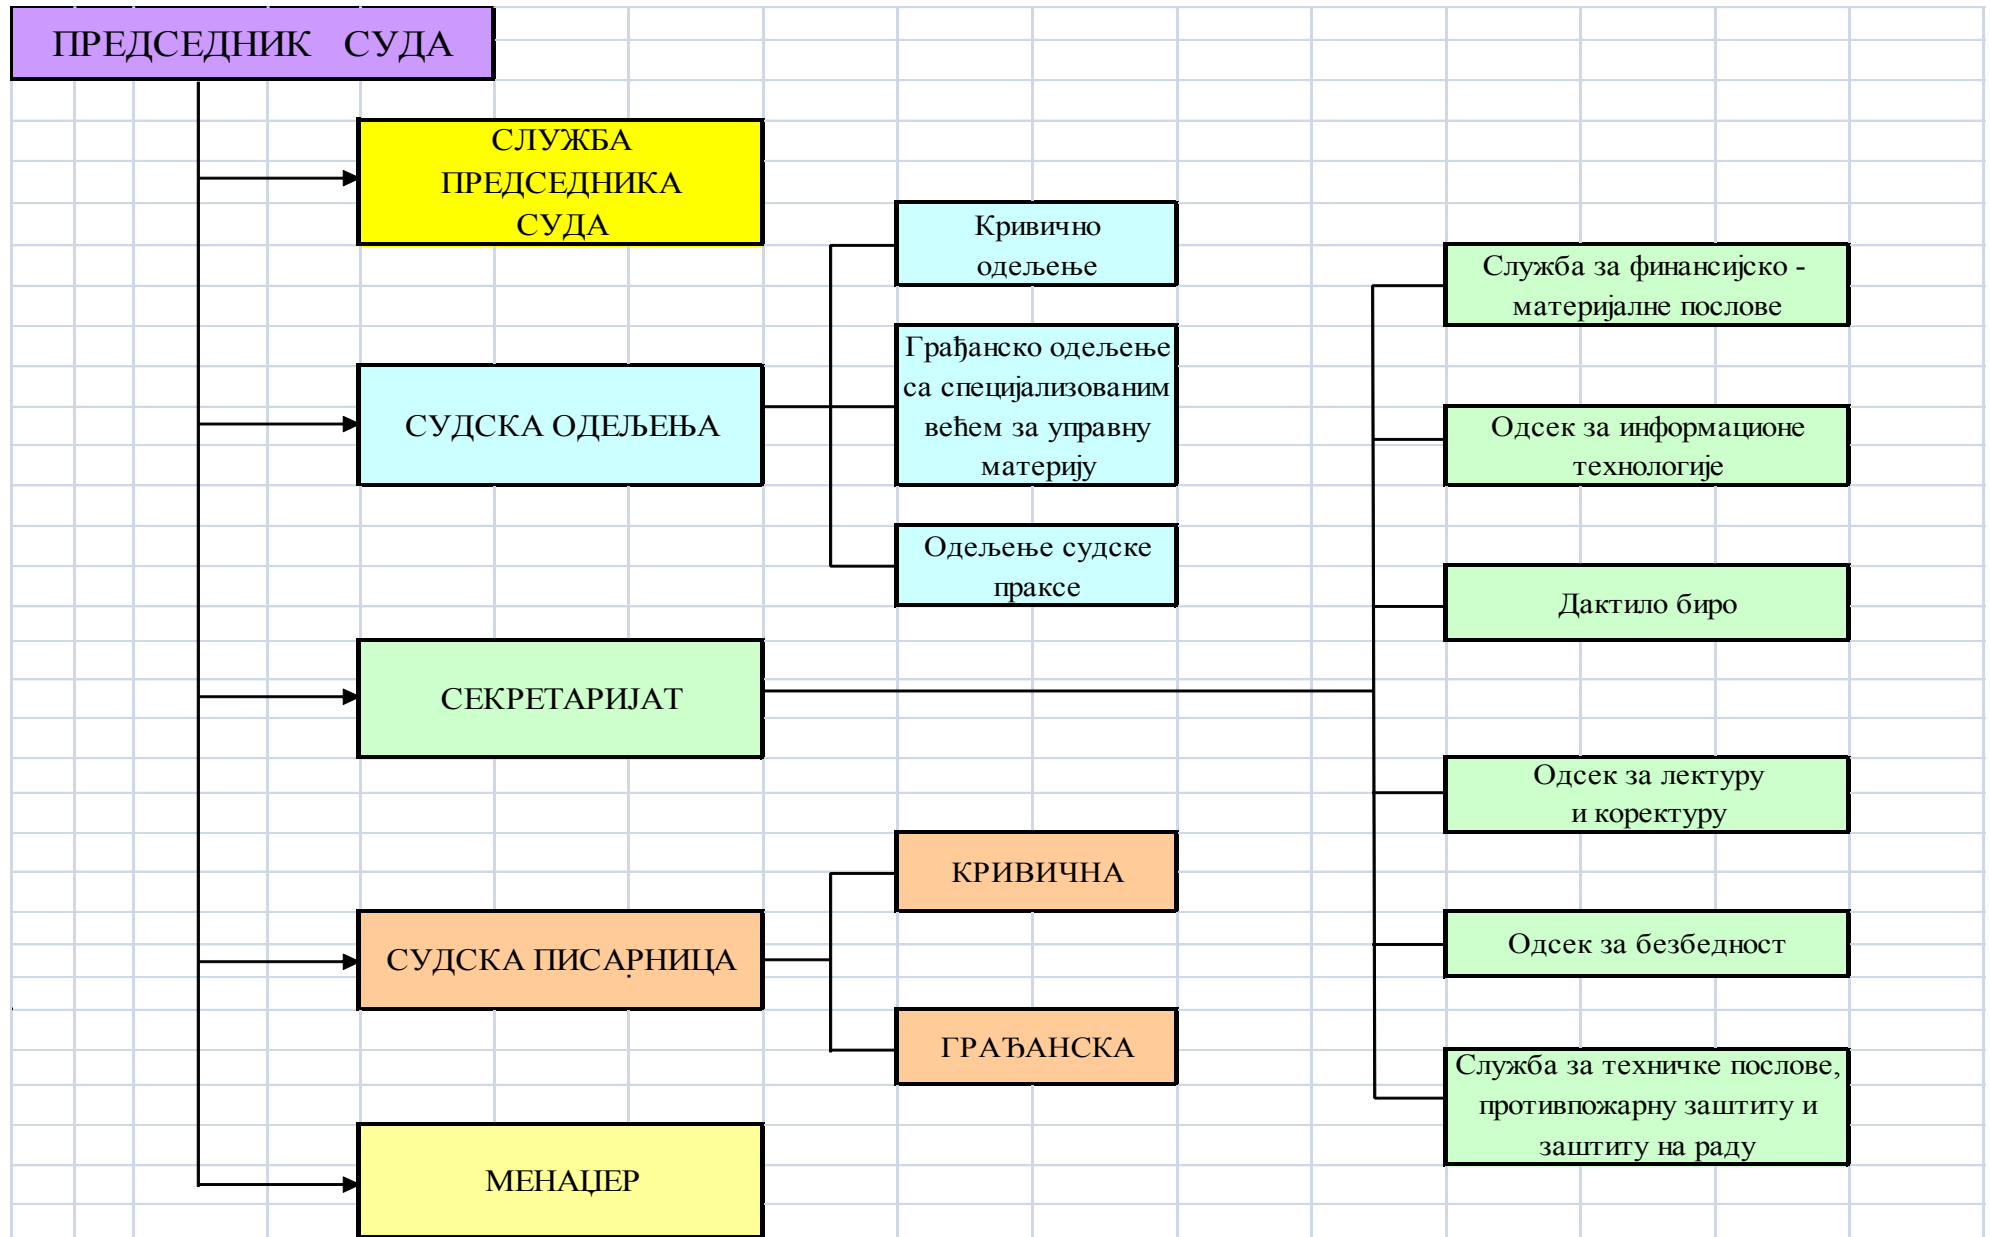 ПРЕДСЕДНИК СУДА
СЛУЖБА
ПРЕДСЕДНИКА
СУДА
СУДСКА ОДЕЉЕЊА
Кривично
одељење
Грађанско одељење
са специјализованим
већем за управну
материју
Одељење судске
праксе
СЕКРЕТАРИЈАТ
Служба за финансијско -
материјалне послове
Одсек за информационе
технологије
Дактило биро
Одсек за лектуру
и коректуру
Одсек за безбедност
Служба за техничке послове,
противпожарну заштиту и
заштиту на раду
СУДСКА ПИСАРНИЦА
КРИВИЧНА
ГРАЂАНСКА
МЕНАЏЕР